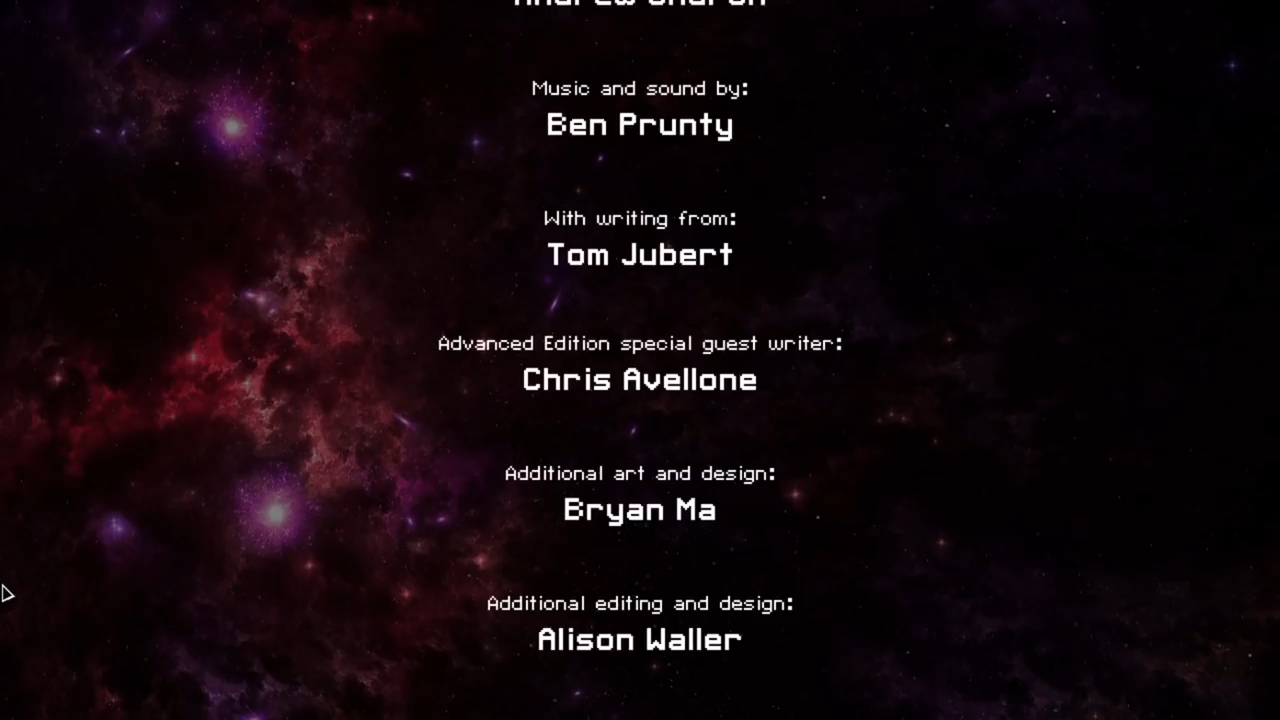 Music and sound by:
Ben Prunty
With writing from:
Tom Jubert
Advanced Edition special guest writer:
Chris Avellone
Additional art and design:
Bryan Ma
Additional editing and design:
Alison Waller